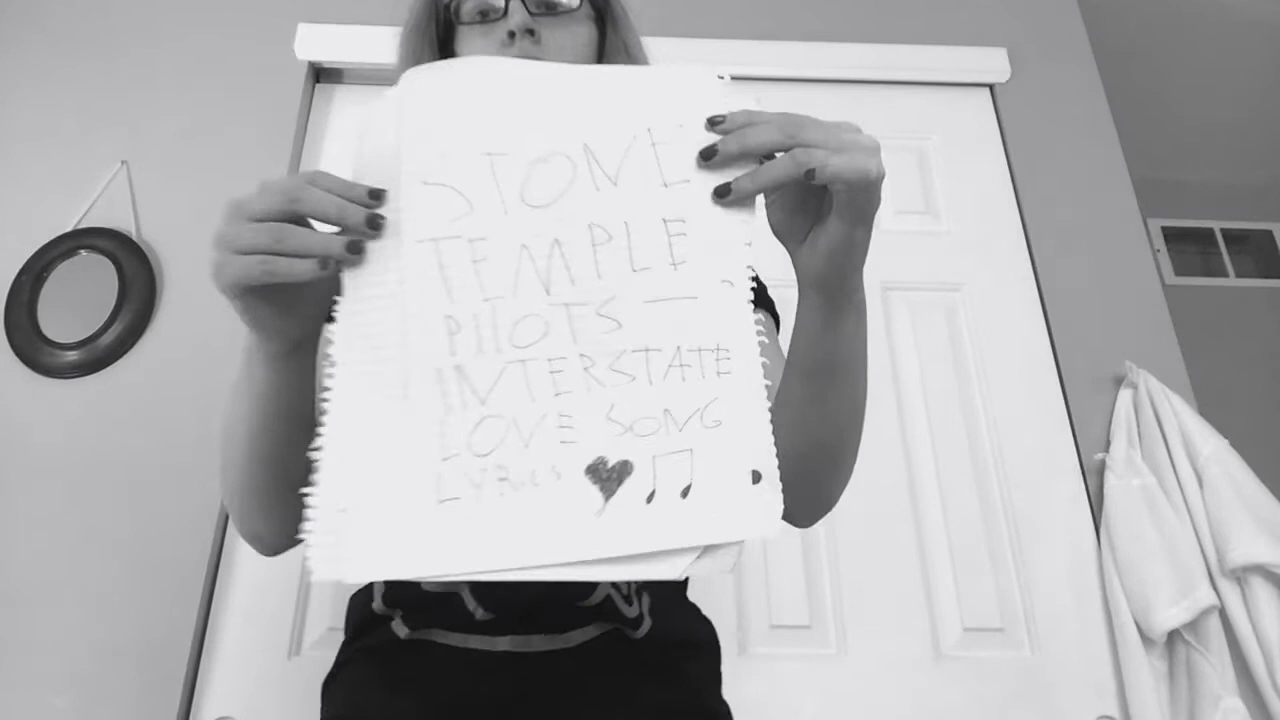 STONE
TEMPLE
PILOTS —
INTERSTATE
LOVE SONG
LYRICS